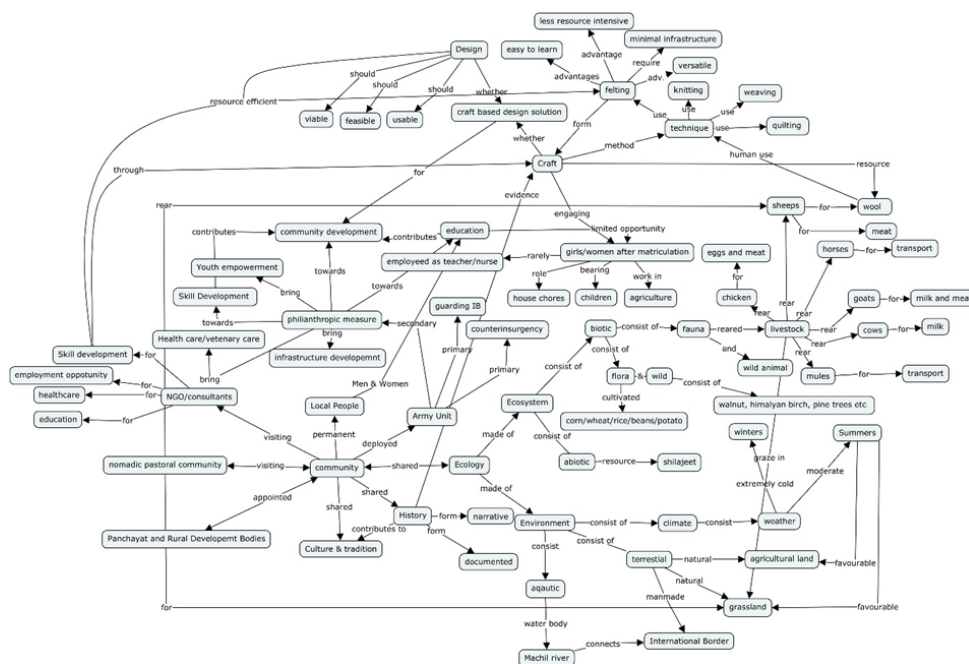 less resource intensive
Design
minimal infrastructure
advantage
easy to learn
require
versatile
should
advantages
adv.
should
knitting
resource efficient
should
whether
felting
weaving
use
use
viable
feasible
usable
craft based design solution
use
technique
use
quilting
form
whether
method
human use
through
Craft
resource
for
evidence
rear
sheeps
for
wool
engaging
contributes
community development
contributes
education
limited opportunity
for
meat
horses
for
transport
Youth empowerment
towards
employeed as teacher/nurse
rarely
girls/women after matriculation
eggs and meat
bring
towards
role
bearing
work in
for
rear
rear
Skill Development
house chores
children
agriculture
chicken
goats
for
milk and meat
guarding IB
rear
rear
towards
philianthropic measure
secondary
counterinsurgency
biotic
consist of
fauna
reared
livestock
rear
cows
for
milk
Health care/vetenary care
bring
primary
infrastructure developemnt
consist of
and
rear
Skill development
for
primary
wild animal
employment oppotunity
bring
consist of
flora
&
wild
mules
for
transport
for
Men & Women
consist of
healthcare
for
NGO/consultants
cultivated
Local People
Ecosystem
walnut, himalyan birch, pine trees etc
education
for
Army Unit
corn/wheat/rice/beans/potato
permanent
winters
Summers
visiting
deployed
made of
consist of
graze in
nomadic pastoral community
visiting
community
shared
Ecology
abiotic
resource
shilajeet
moderate
extremely cold
appointed
shared
made of
shared
History
form
narrative
Environment
consist of
climate
consist
woather
contributes to
form
consist of
Panchayat and Rural Developemt Bodies
Culture & tradition
consist
documented
terrestial
natural
agricultural land
favourable
aqautic
natural
manmade
for
grassland
favourable
water body
International Border
connects
Machil river